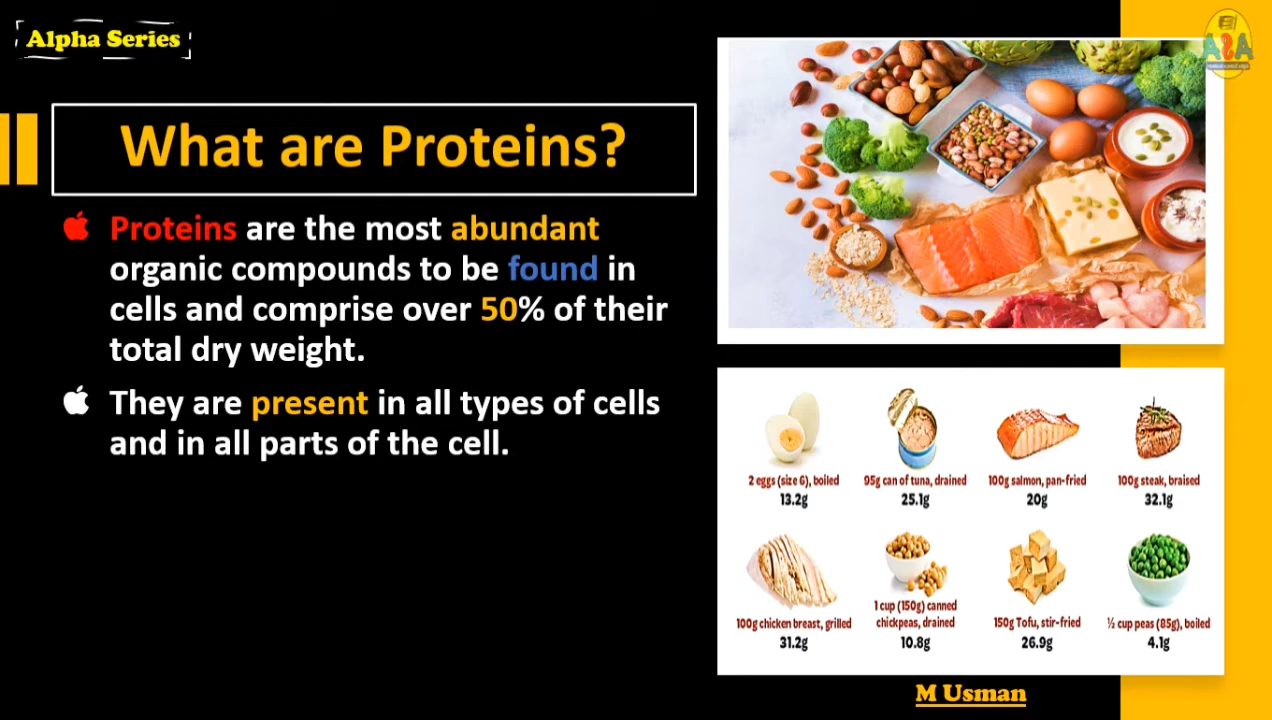 Alpha Series
What are Proteins?
Proteins are the most abundant
organic compounds to be found in
cells and comprise over 50% of their
total dry weight.
They are present in all types of cells
and in all parts of the cell.
2 eggs (size 6), boiled
13.2g
95g can of tuna, drained
25.1g
100g salmon, pan-fried
20g
100g steak, braised
32.1g
100g chicken breast, grilled
31.2g
1 cup (150g) canned
chickpeas, drained
10.8g
150g Tofu, stir-fried
26.9g
½ cup peas (85g), boiled
4.1g
M Usman
ASA